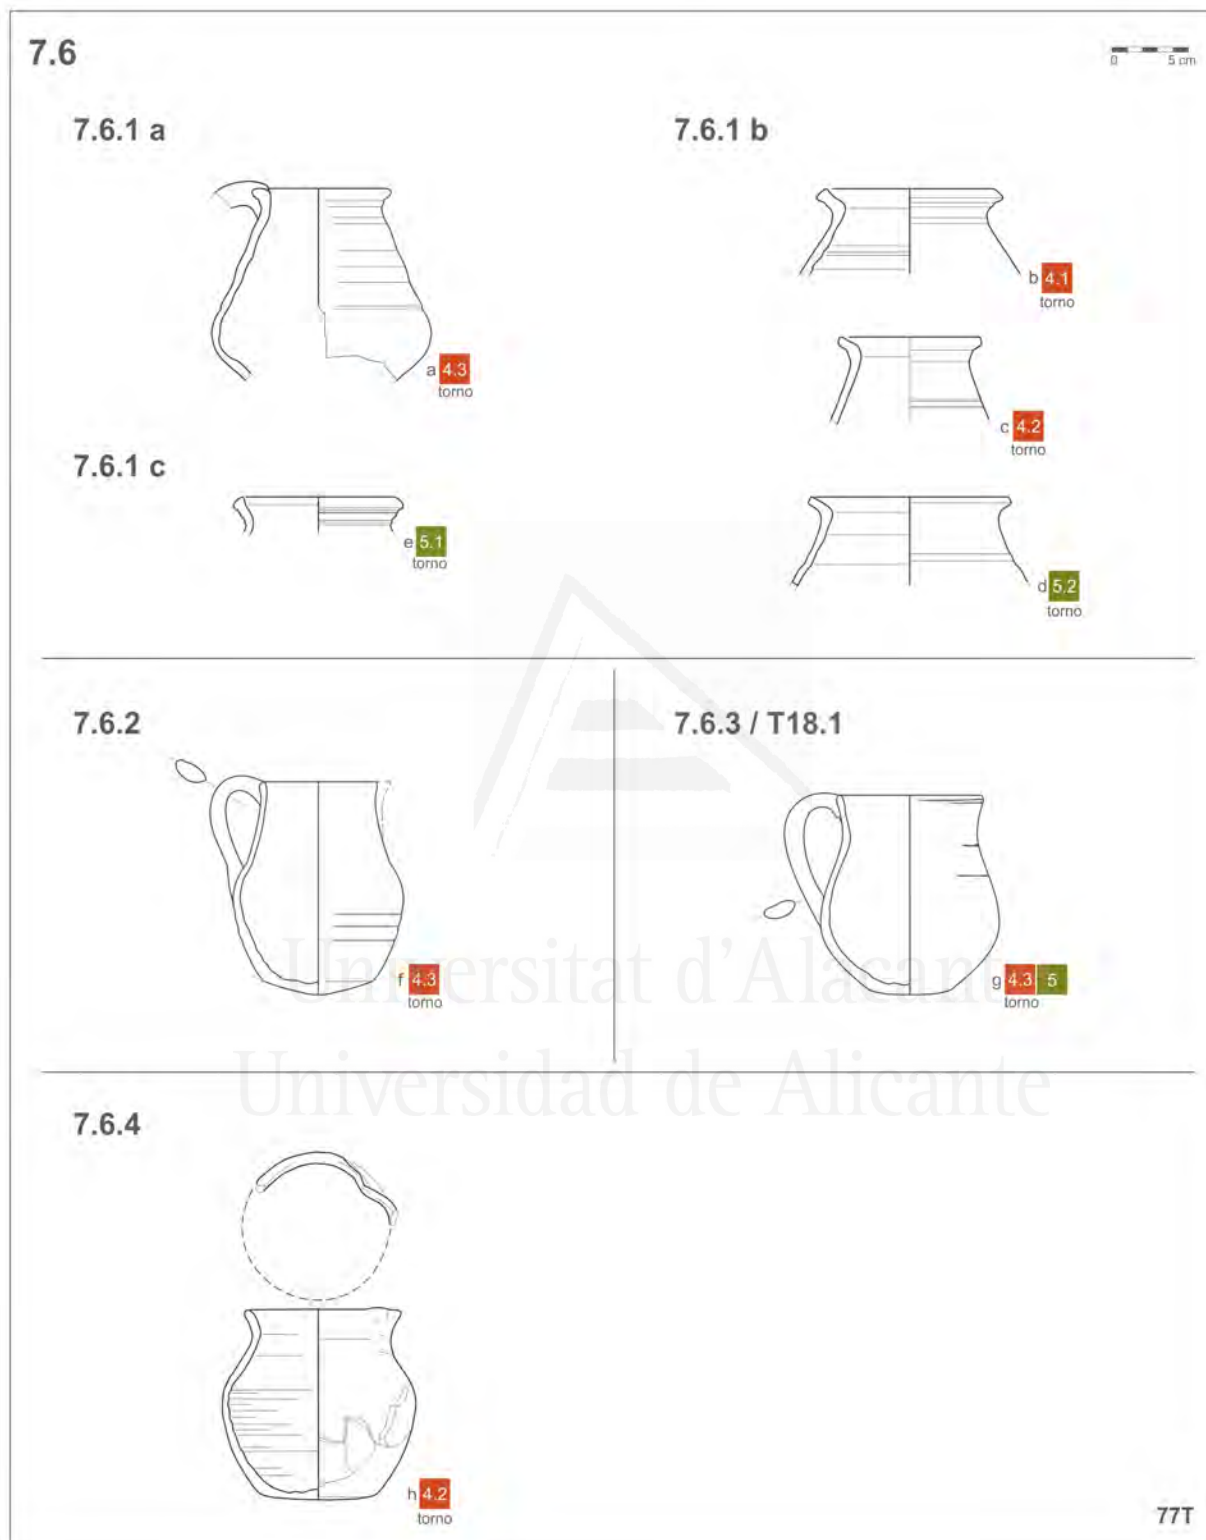 7.6
0 5 cm
7.6.1 a
7.6.1 b
a 4.3
torno
b 4.1
torno
c 4.2
torno
7.6.1 c
e 5.1
torno
d 5.2
torno
7.6.2
7.6.3 / T18.1
f 4.3
torno
g 4.3 5
torno
Universitat d'Alacant
Universidad de Alicante
7.6.4
h 4.2
torno
77T